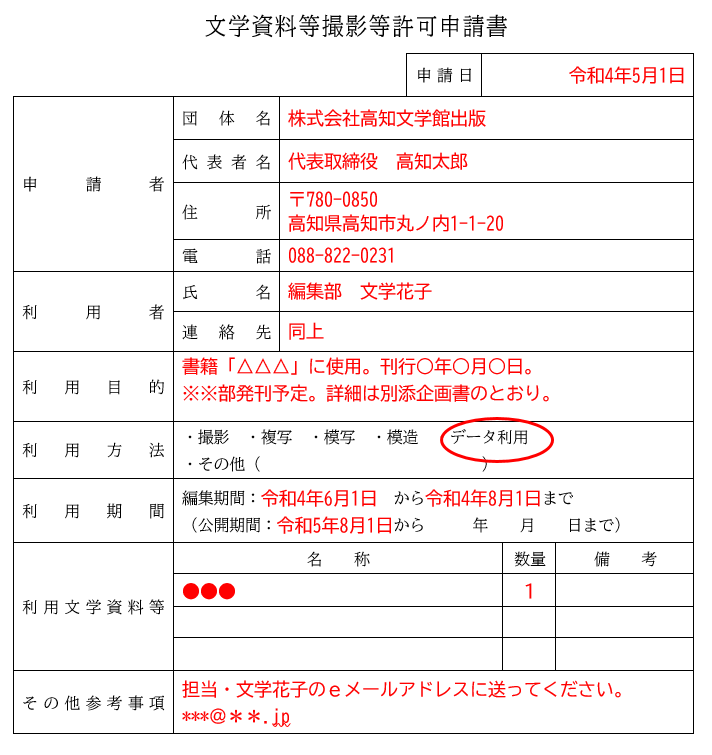 文学資料等撮影等許可申請書
申請日 令和4年5月1日
申請者 団体名 株式会社高知文学館出版
代表者名 代表取締役　高知太郎
住所 〒780-0850
高知県高知市丸ノ内1-1-20
電話 088-822-0231
利用者 氏名 編集部　文学花子
連絡先 同上
利用目的 書籍「△△△」に使用。刊行〇年〇月〇日。
※※部発刊予定。詳細は別添企画書のとおり。
利用方法 ・撮影　・複写　・模写　・模造　データ利用
・その他（　　　　　　　　　　　　　　）
利用期間 編集期間：令和4年6月1日　から令和4年8月1日まで
（公開期間：令和5年8月1日から　　　年　　月　　日まで）
利用文学資料等 名称 数量 備考
●●● 1
その他参考事項 担当・文学花子のｅメールアドレスに送ってください。
***＠＊＊.jp